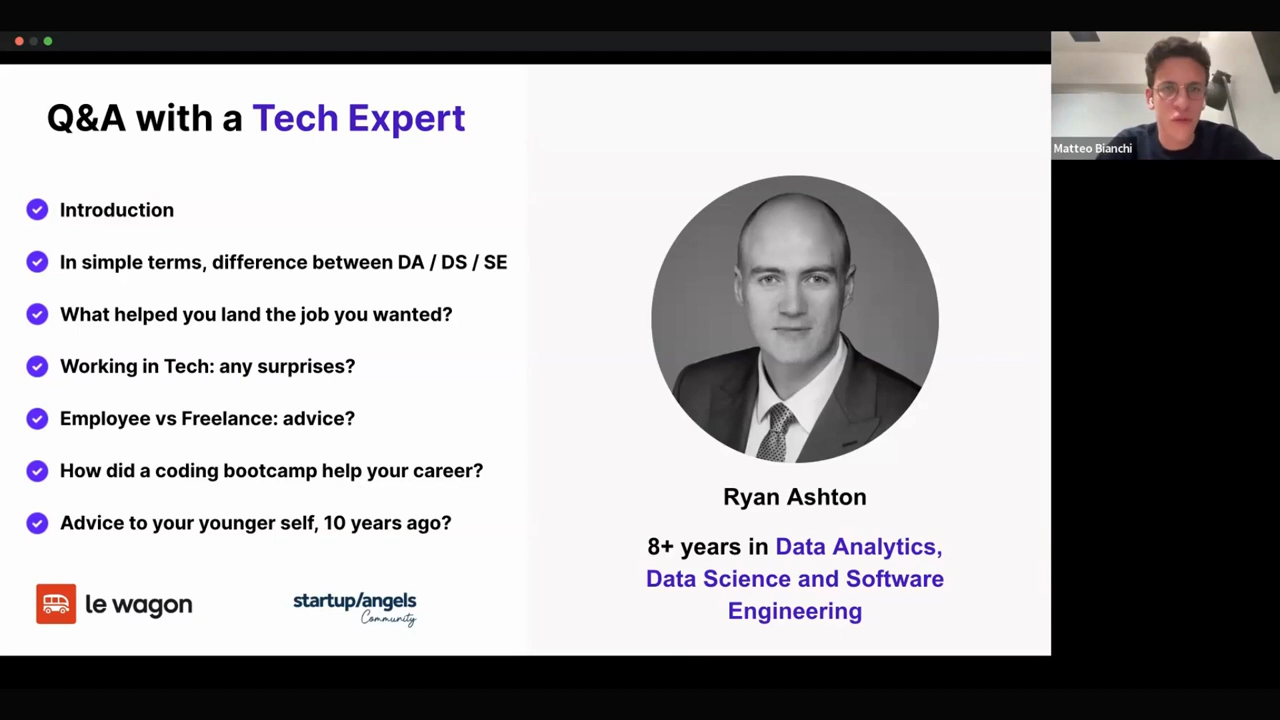 Q&A with a Tech Expert
Introduction
In simple terms, difference between DA / DS / SE
What helped you land the job you wanted?
Working in Tech: any surprises?
Employee vs Freelance: advice?
How did a coding bootcamp help your career?
Advice to your younger self, 10 years ago?
le wagon
startup/angels
Community
Ryan Ashton
8+ years in Data Analytics,
Data Science and Software
Engineering
Matteo Bianchi